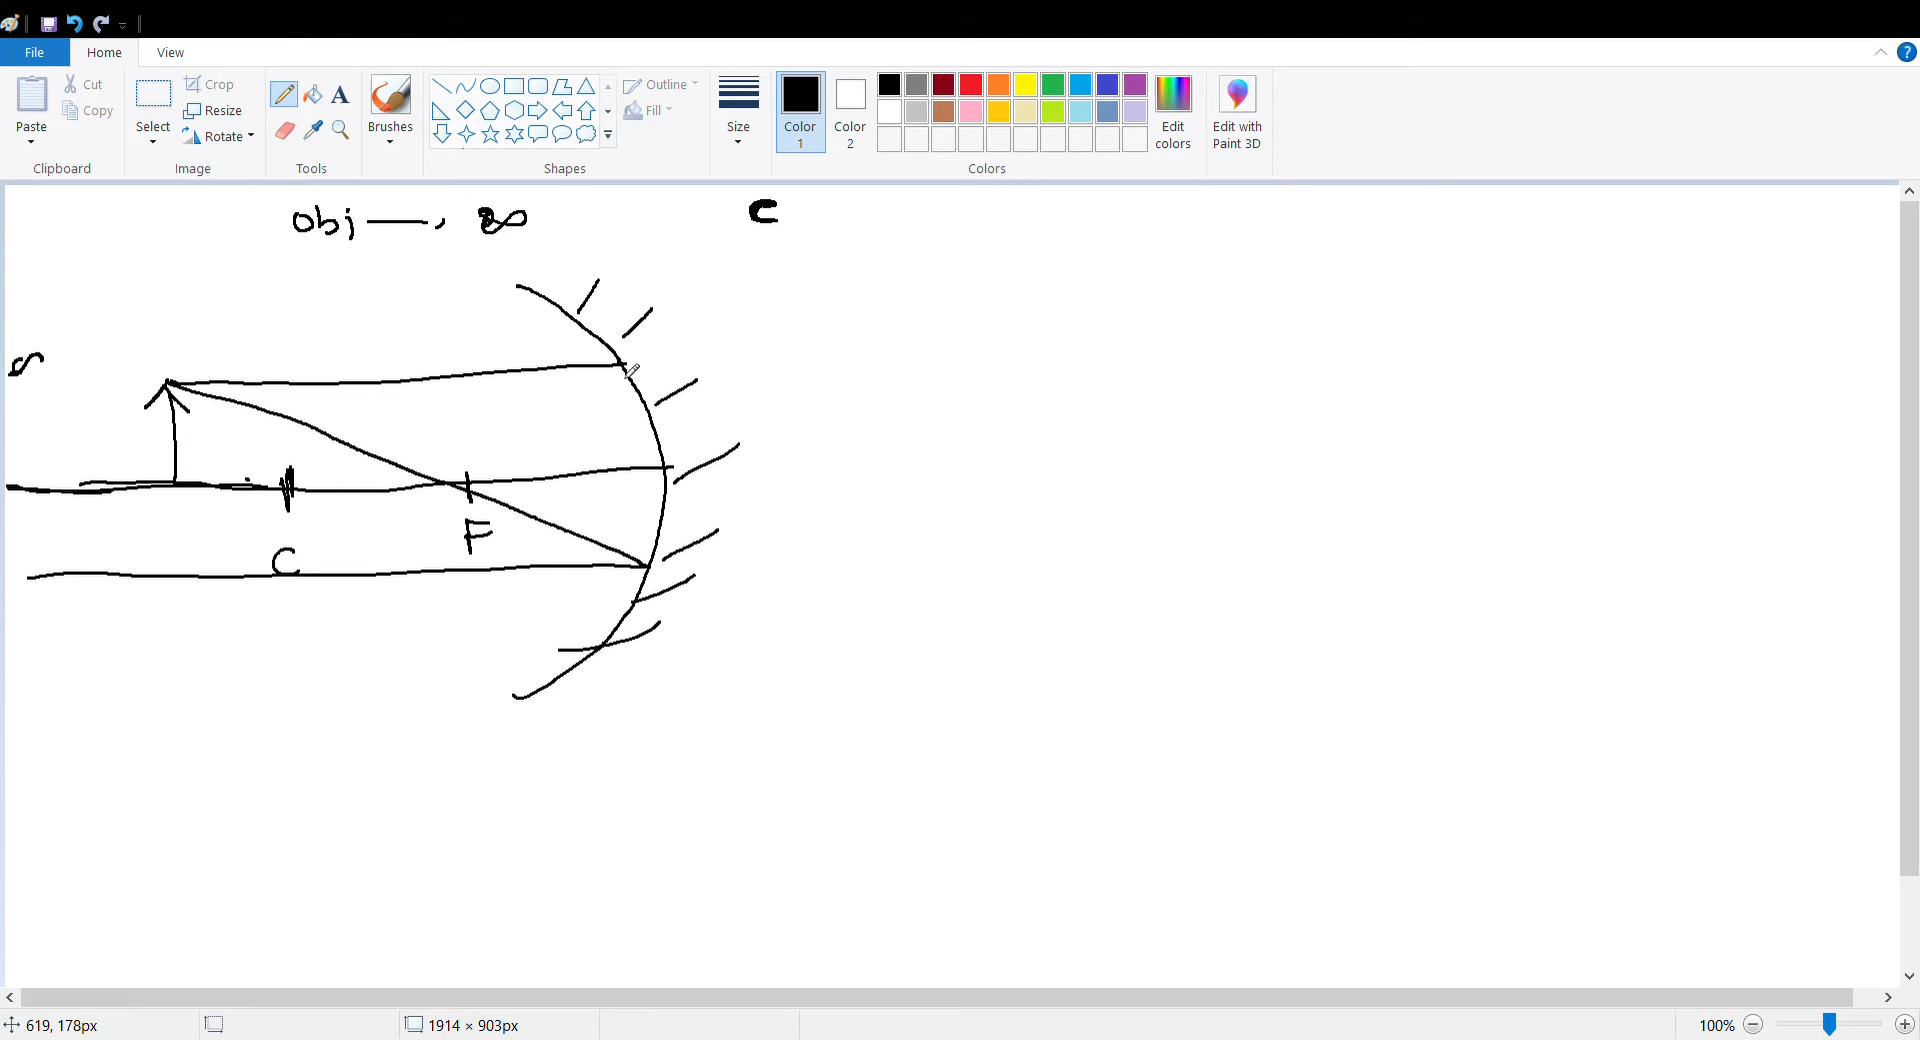 File Home View
Paste
Cut
Copy
Clipboard
Select
Crop
Resize
Rotate
Image
A
Tools
Brushes
Shapes
Outline
Fill
Size
Color 1
Color 2
Colors
Edit colors
Edit with Paint 3D
obj —, ∞ C
F
C
619, 178px
1914 × 903px
100%